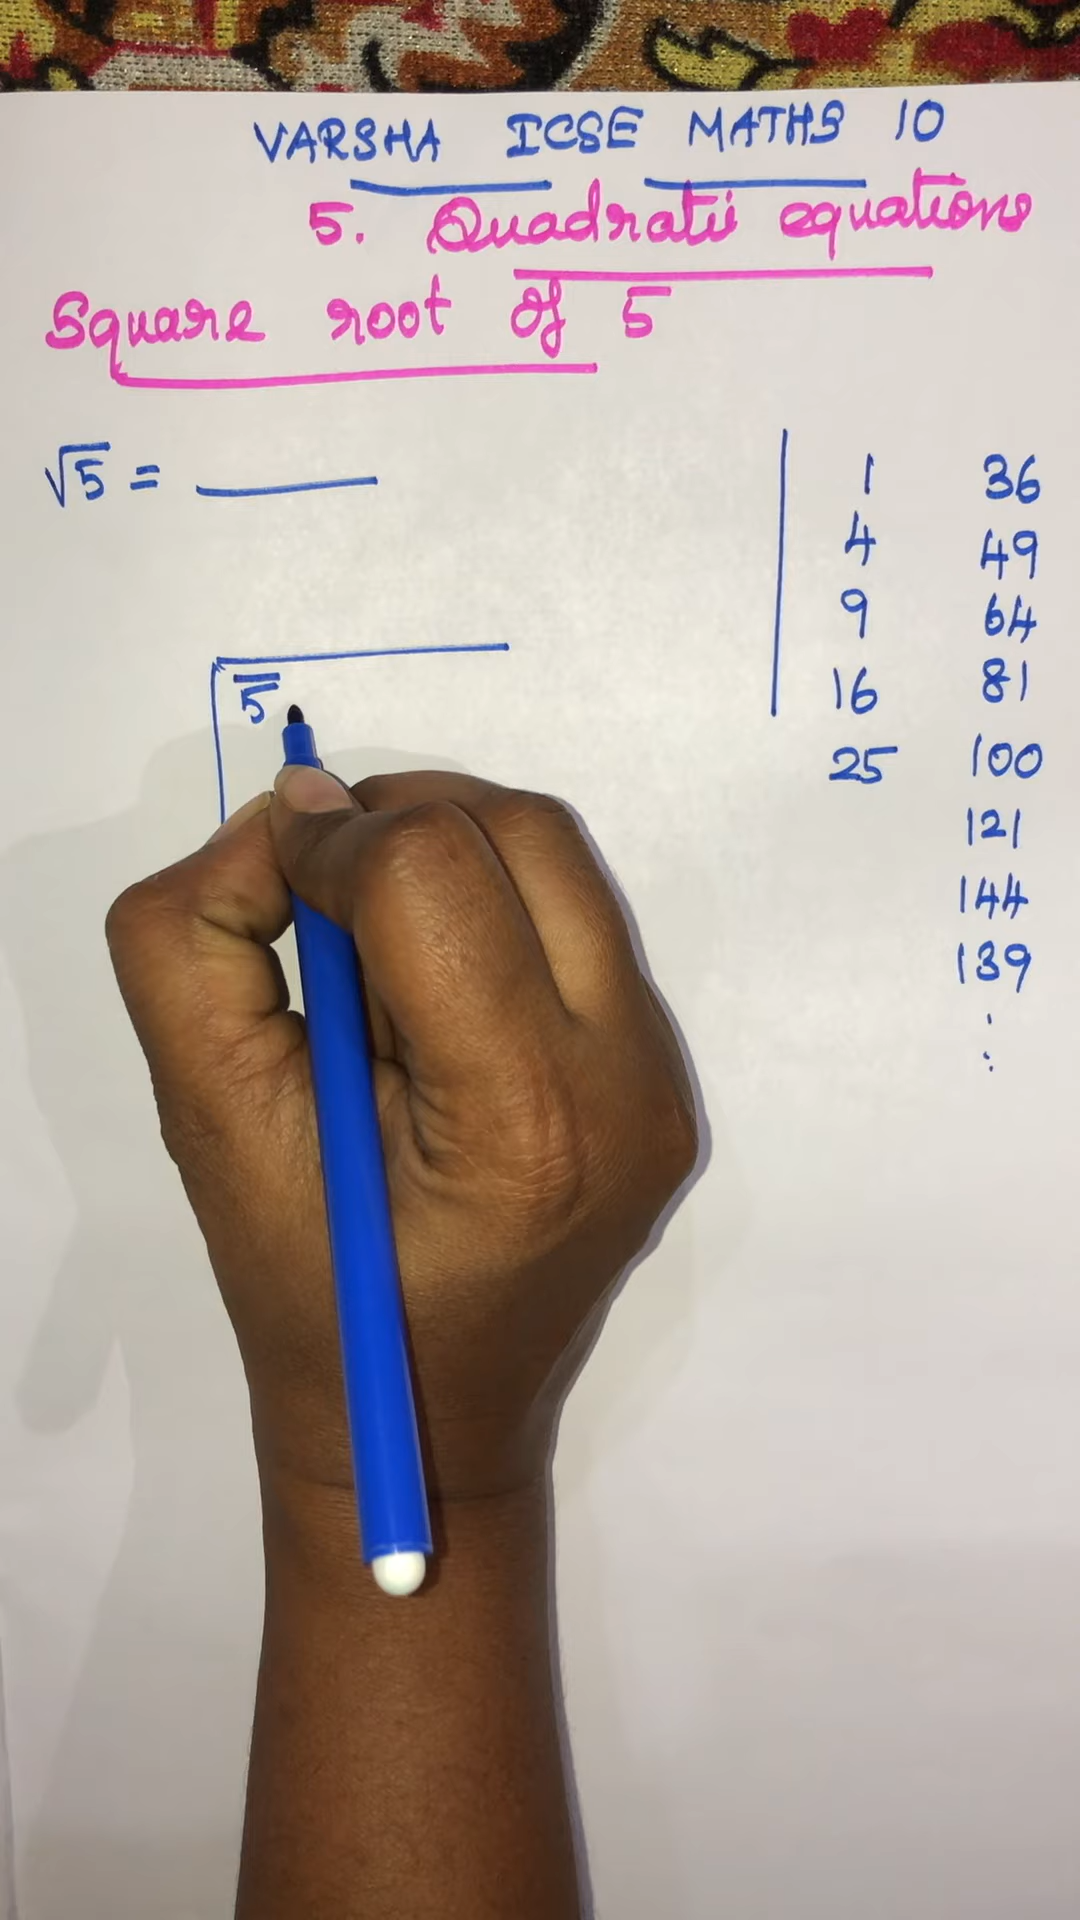 VARSHA ICSE MATHS 10
5. Quadratii equations
Square root of 5
√5 = ____
1 36
4 49
9 64
5 16 81
25 100
121
144
139
:
: